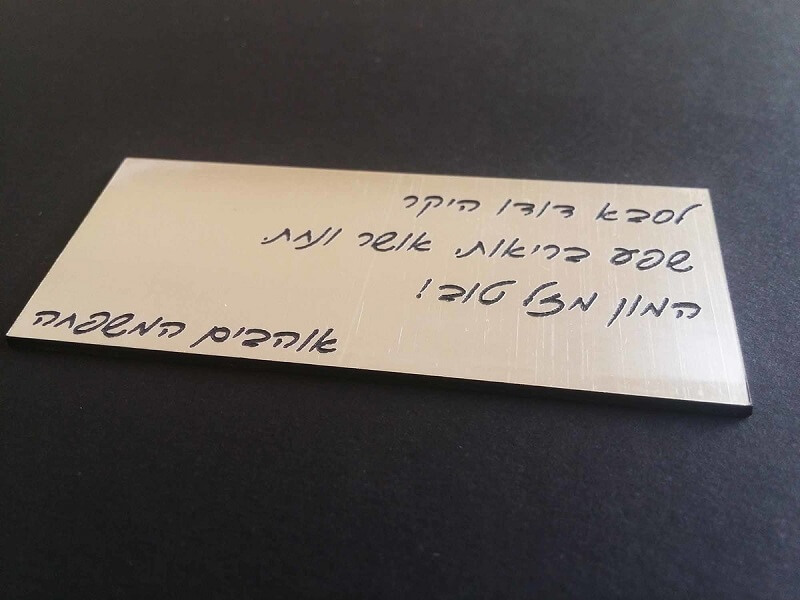 לסבא דודו היקר
שפע בריאות, אושר ונחת.
המון מזל טוב!
אוהבים המשפחה